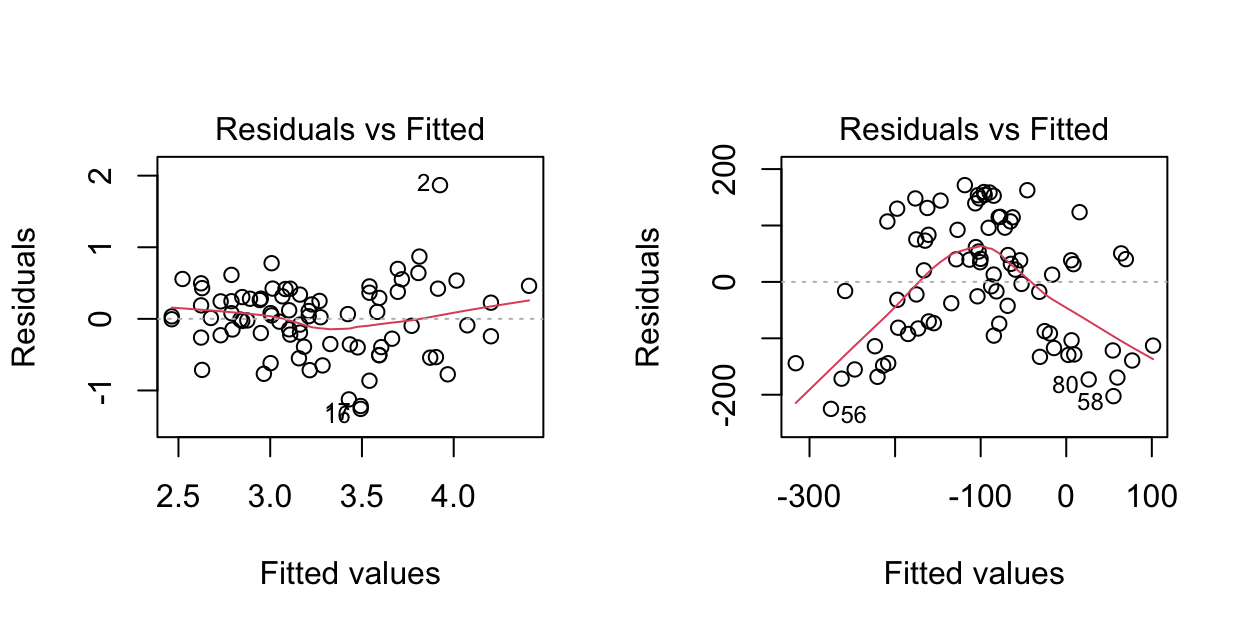 Residuals vs Fitted
Residuals
2
1
0
-1
2
17
16
2.5 3.0 3.5 4.0
Fitted values
Residuals vs Fitted
Residuals
200
0
-200
80
58
56
-300 -100 0 100
Fitted values